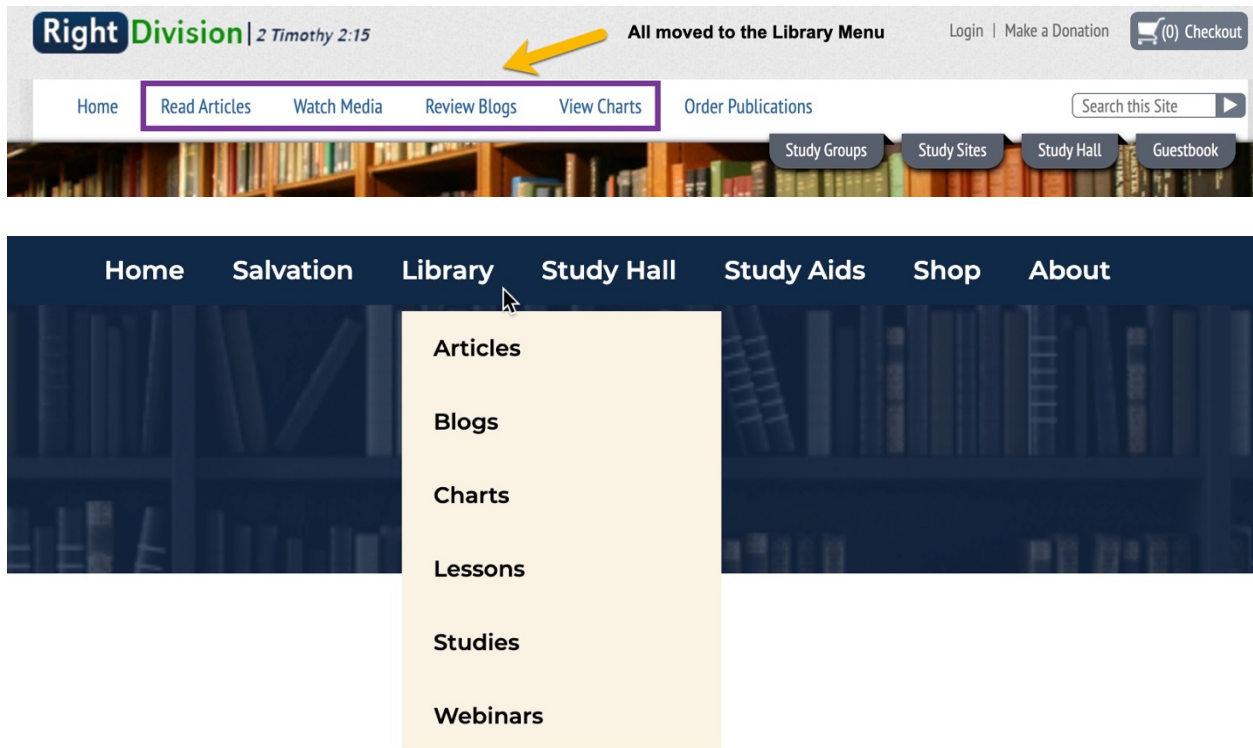 Right Division | 2 Timothy 2:15
All moved to the Library Menu
Login | Make a Donation
(0) Checkout
Home Read Articles Watch Media Review Blogs View Charts Order Publications
Search this Site
Study Groups Study Sites Study Hall Guestbook
Home Salvation Library Study Hall Study Aids Shop About
Articles
Blogs
Charts
Lessons
Studies
Webinars